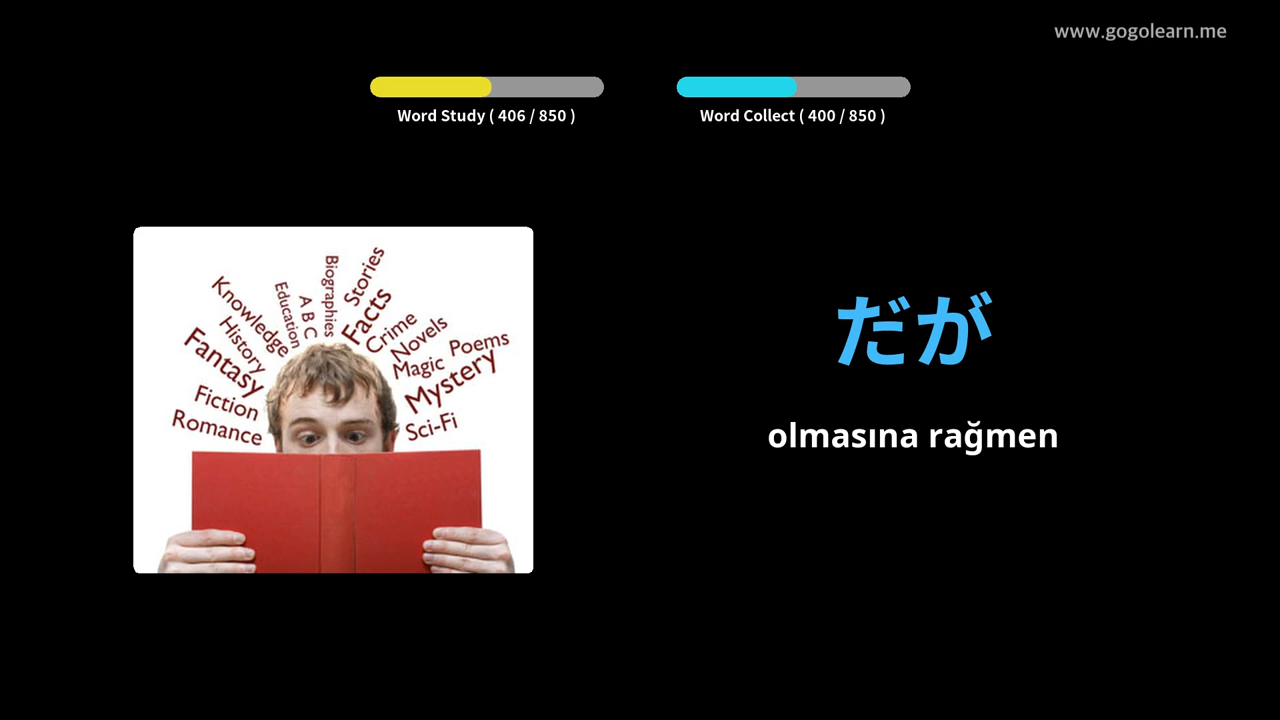 www.gogolearn.me
Word Study ( 406 / 850 )
Word Collect ( 400 / 850 )
Knowledge
Education
A B C
Biographies
Stories
Facts
History
Crime
Novels
Poems
Fantasy
Magic
Mystery
Fiction
Romance
Sci-Fi
だが
olmasına rağmen